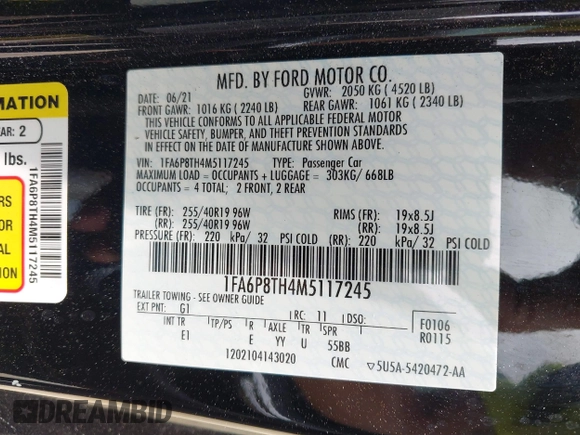 MFD. BY FORD MOTOR CO.
DATE: 06/21
GVWR: 2050 KG ( 4520 LB)
FRONT GAWR: 1016 KG ( 2240 LB)
REAR GAWR: 1061 KG ( 2340 LB)
THIS VEHICLE CONFORMS TO ALL APPLICABLE FEDERAL MOTOR
VEHICLE SAFETY, BUMPER, AND THEFT PREVENTION STANDARDS
IN EFFECT ON THE DATE OF MANUFACTURE SHOWN ABOVE.
VIN: 1FA6P8TH4M5117245
TYPE: Passenger Car
MAXIMUM LOAD = OCCUPANTS + LUGGAGE = 303KG/ 668LB
OCCUPANTS = 4 TOTAL; 2 FRONT, 2 REAR
TIRE (FR): 255/40R19 96W RIMS (FR): 19x8.5J
(RR): 255/40R19 96W (RR): 19x8.5J
PRESSURE (FR): 220 kPa/ 32 PSI COLD (RR): 220 kPa/ 32 PSI COLD
1FA6P8TH4M5117245
TRAILER TOWING - SEE OWNER GUIDE
EXT PNT: G1 RC: 11 DSO:
F0106
R0115
INT TR TP/PS R AXLE TR
E1 E YY U 55BB
1202104143020
CMC 5U5A-5420472-AA
MATION
AR: 2
lbs.
RS
OR
AL
TION
1FA6P8TH4M5117245
DREAMBID